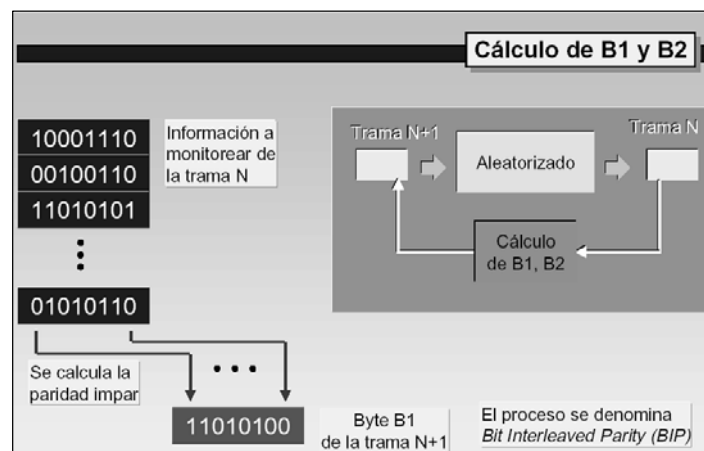 Cálculo de B1 y B2
10001110
00100110
11010101
01010110
Información a
monitorear de
la trama N
Trama N+1
Trama N
Aleatorizado
Cálculo
de B1, B2
Se calcula la
paridad impar
11010100
Byte B1
de la trama N+1
El proceso se denomina
Bit Interleaved Parity (BIP)